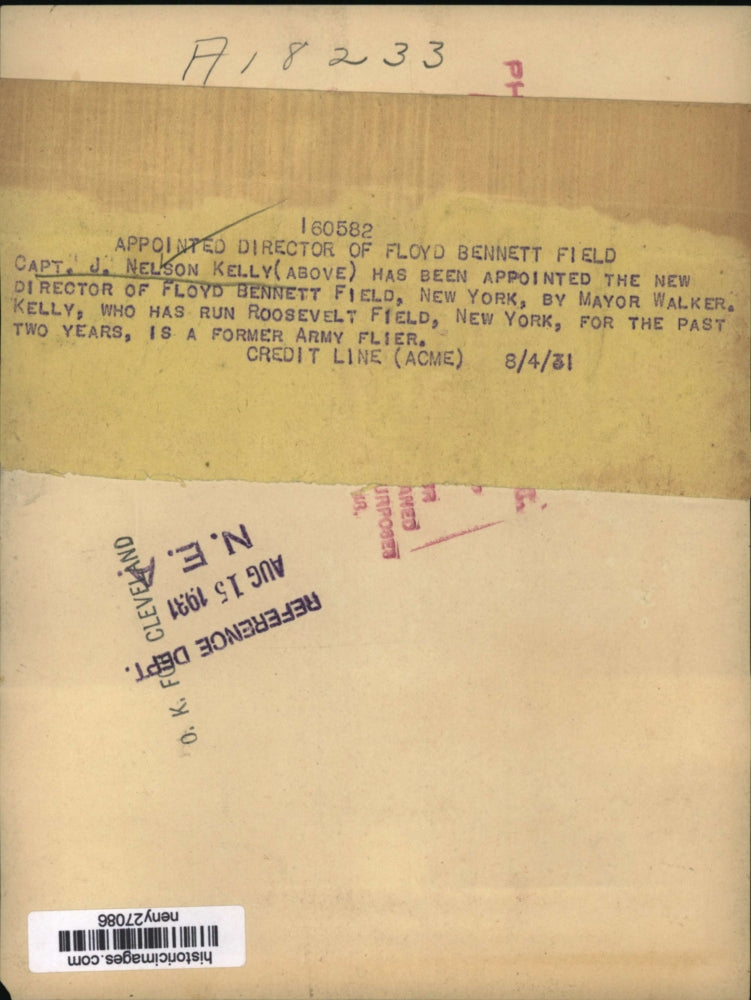 A18233
PH
160582
APPOINTED DIRECTOR OF FLOYD BENNETT FIELD
CAPT. J. NELSON KELLY(ABOVE) HAS BEEN APPOINTED THE NEW
DIRECTOR OF FLOYD BENNETT FIELD, NEW YORK, BY MAYOR WALKER.
KELLY, WHO HAS RUN ROOSEVELT FIELD, NEW YORK, FOR THE PAST
TWO YEARS, IS A FORMER ARMY FLIER.
CREDIT LINE (ACME) 8/4/31
URPOSES
N. E. A.
AUG 15 1931
REFERENCE DEPT.
O. K. FOR CLEVELAND
historicimages.com
neny27086